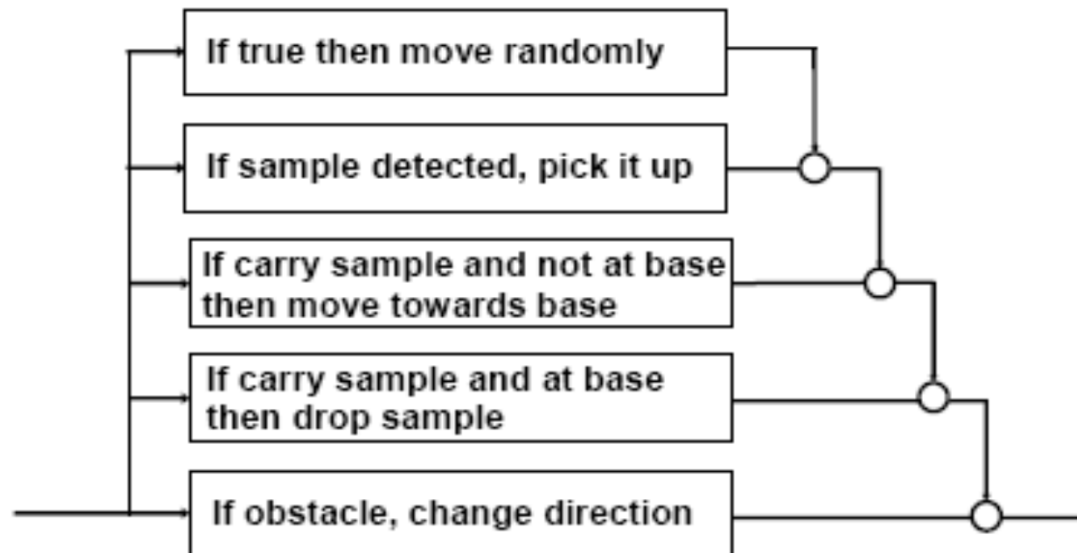 If true then move randomly
If sample detected, pick it up
If carry sample and not at base
then move towards base
If carry sample and at base
then drop sample
If obstacle, change direction